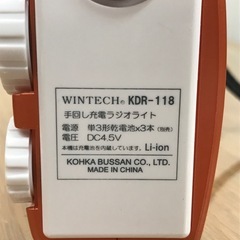 WINTECH® KDR-118
手回し充電ラジオライト
電源 単3形乾電池x3本(別売)
電圧 DC4.5V
本機は充電池を内蔵しています。Li-ion
KOHKA BUSSAN CO., LTD.
MADE IN CHINA